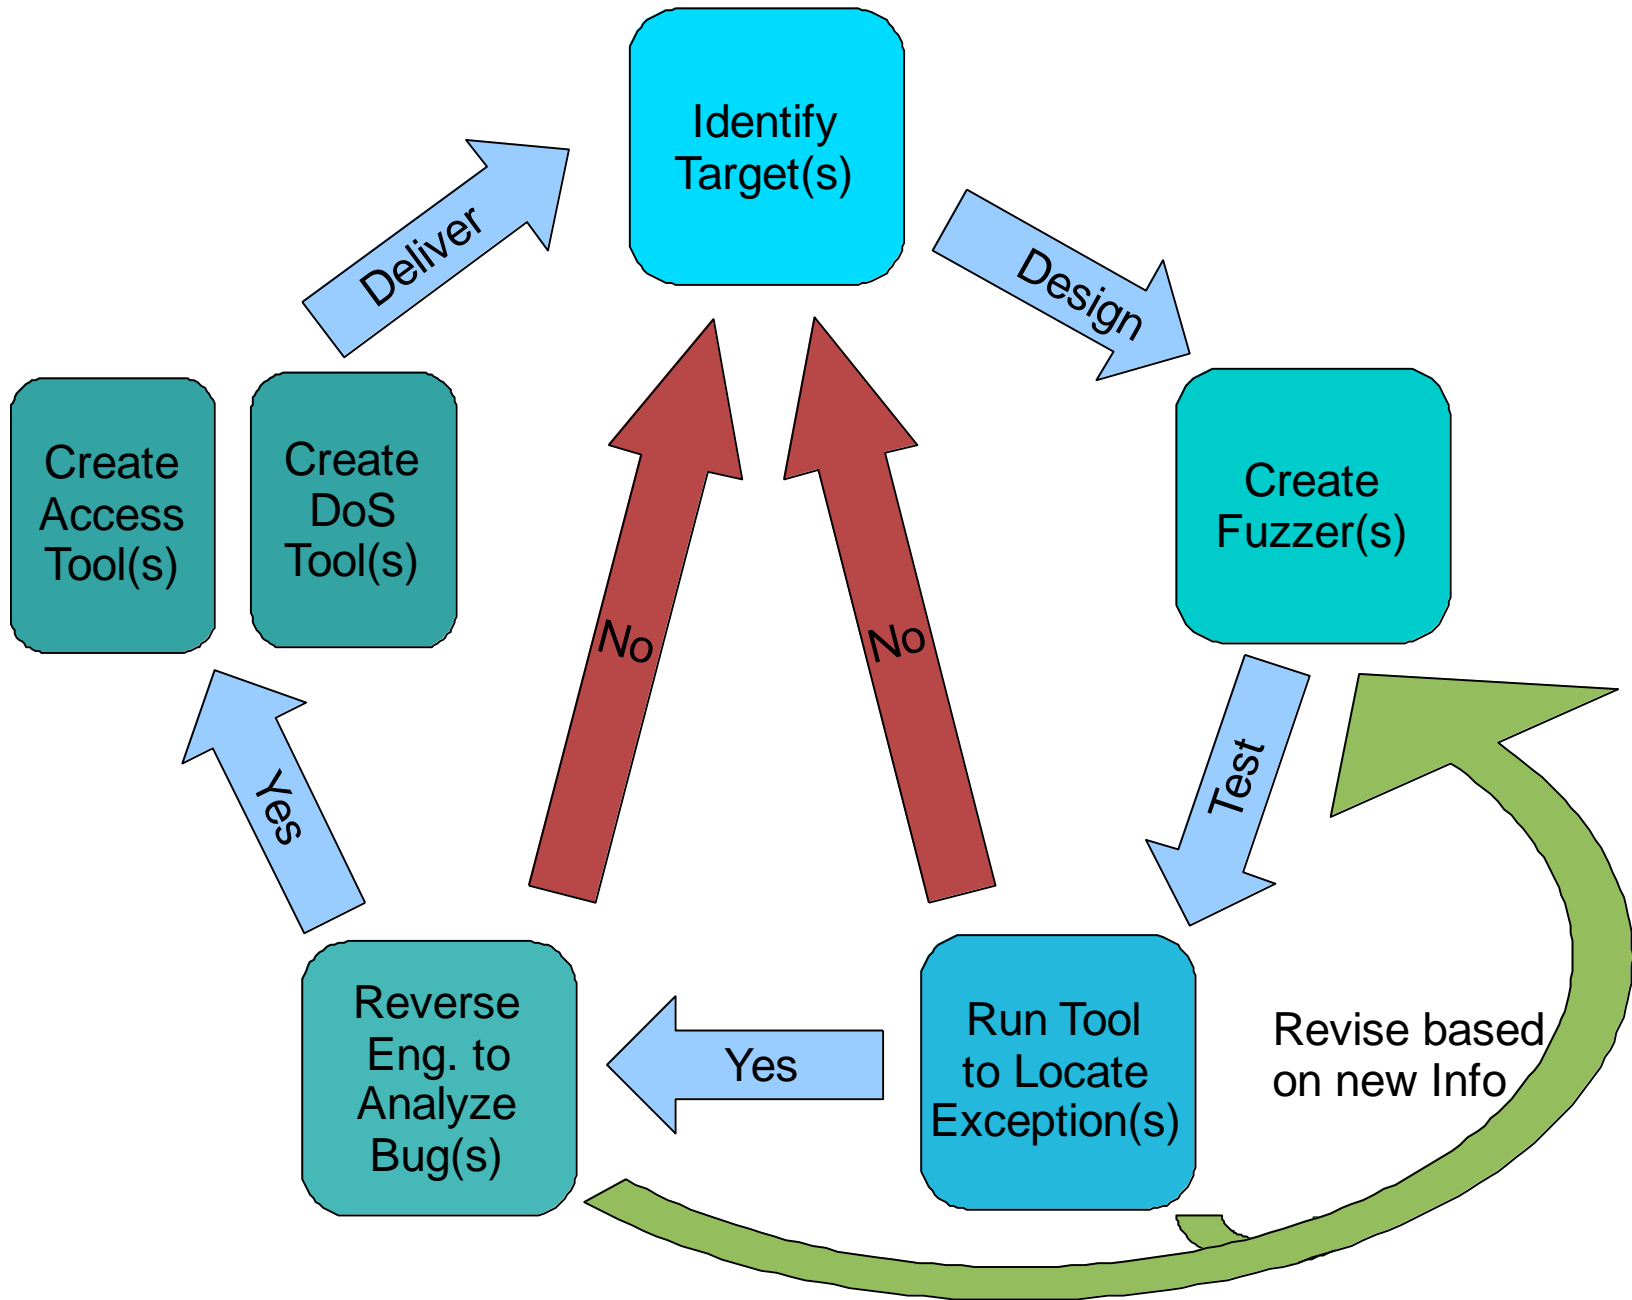 Identify
Target(s)
Deliver
Design
Create
Access
Tool(s)
Create
DoS
Tool(s)
Create
Fuzzer(s)
No
No
Test
Yes
Reverse
Eng. to
Analyze
Bug(s)
Yes
Run Tool
to Locate
Exception(s)
Revise based
on new Info